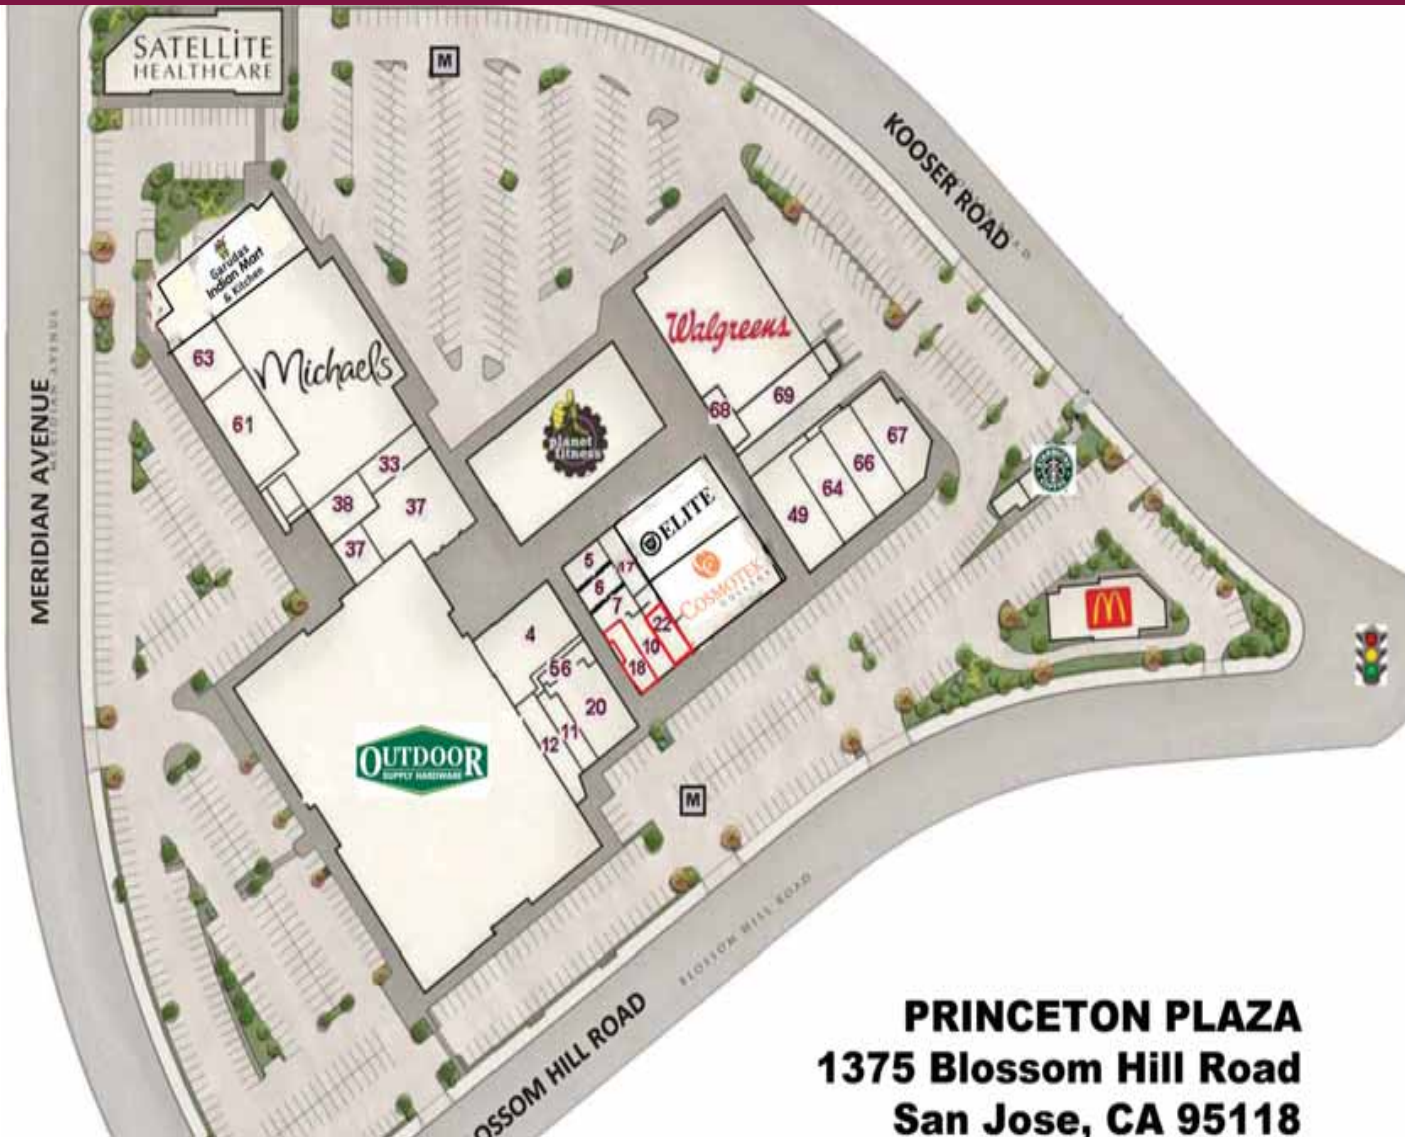 SATELLITE
HEALTHCARE
M
KOOSER ROAD
Garudas
Indian Mart
& Kitchen
Walgreens
63
Michaels
MERIDIAN AVENUE
MERIDIAN AVENUE
61
68
69
planet
fitness
33
67
66
38
37
64
ELITE
49
37
5
17
COSMOTEK
COLLEGE
6
7
22
4
10
18
56
20
11
12
OUTDOOR
SUPPLY HARDWARE
M
BLOSSOM HILL ROAD
OSSOM HILL ROAD
PRINCETON PLAZA
1375 Blossom Hill Road
San Jose, CA 95118